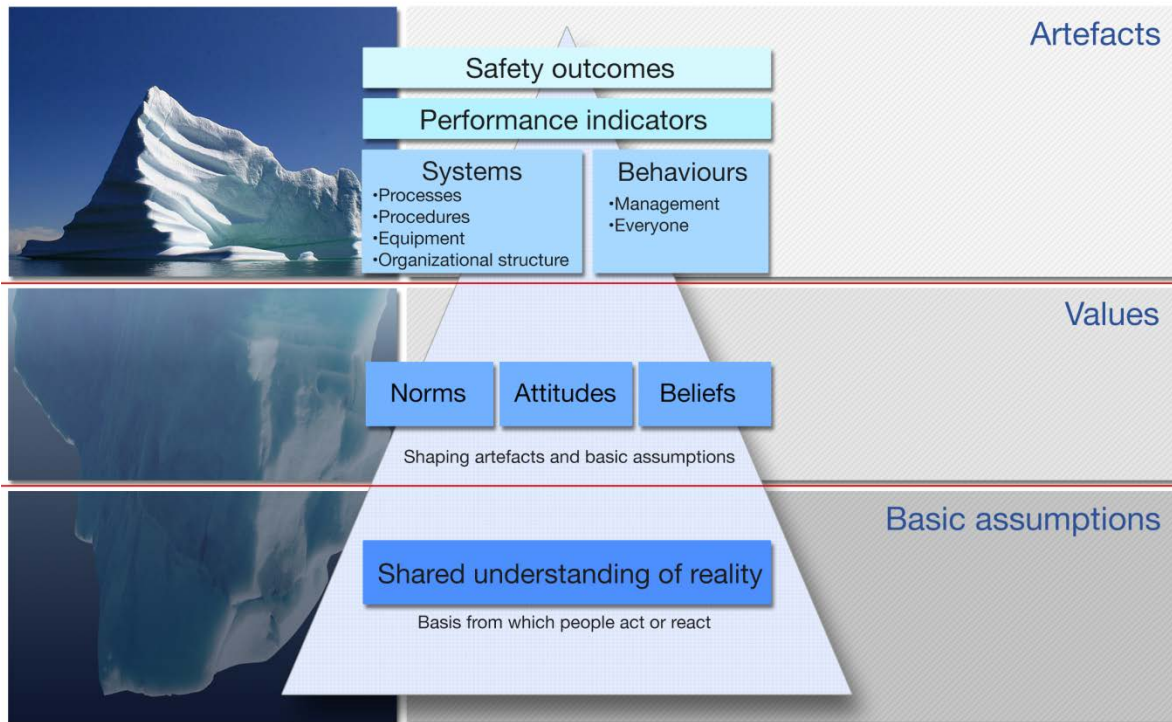 Artefacts
Safety outcomes
Performance indicators
Systems
•Processes
•Procedures
•Equipment
•Organizational structure
Behaviours
•Management
•Everyone
Values
Norms
Attitudes
Beliefs
Shaping artefacts and basic assumptions
Basic assumptions
Shared understanding of reality
Basis from which people act or react